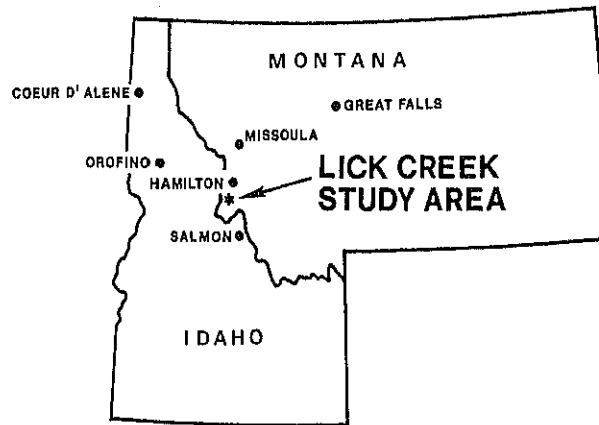 MONTANA
COEUR D'ALENE
GREAT FALLS
MISSOULA
OROFINO
HAMILTON
LICK CREEK
STUDY AREA
SALMON
IDAHO